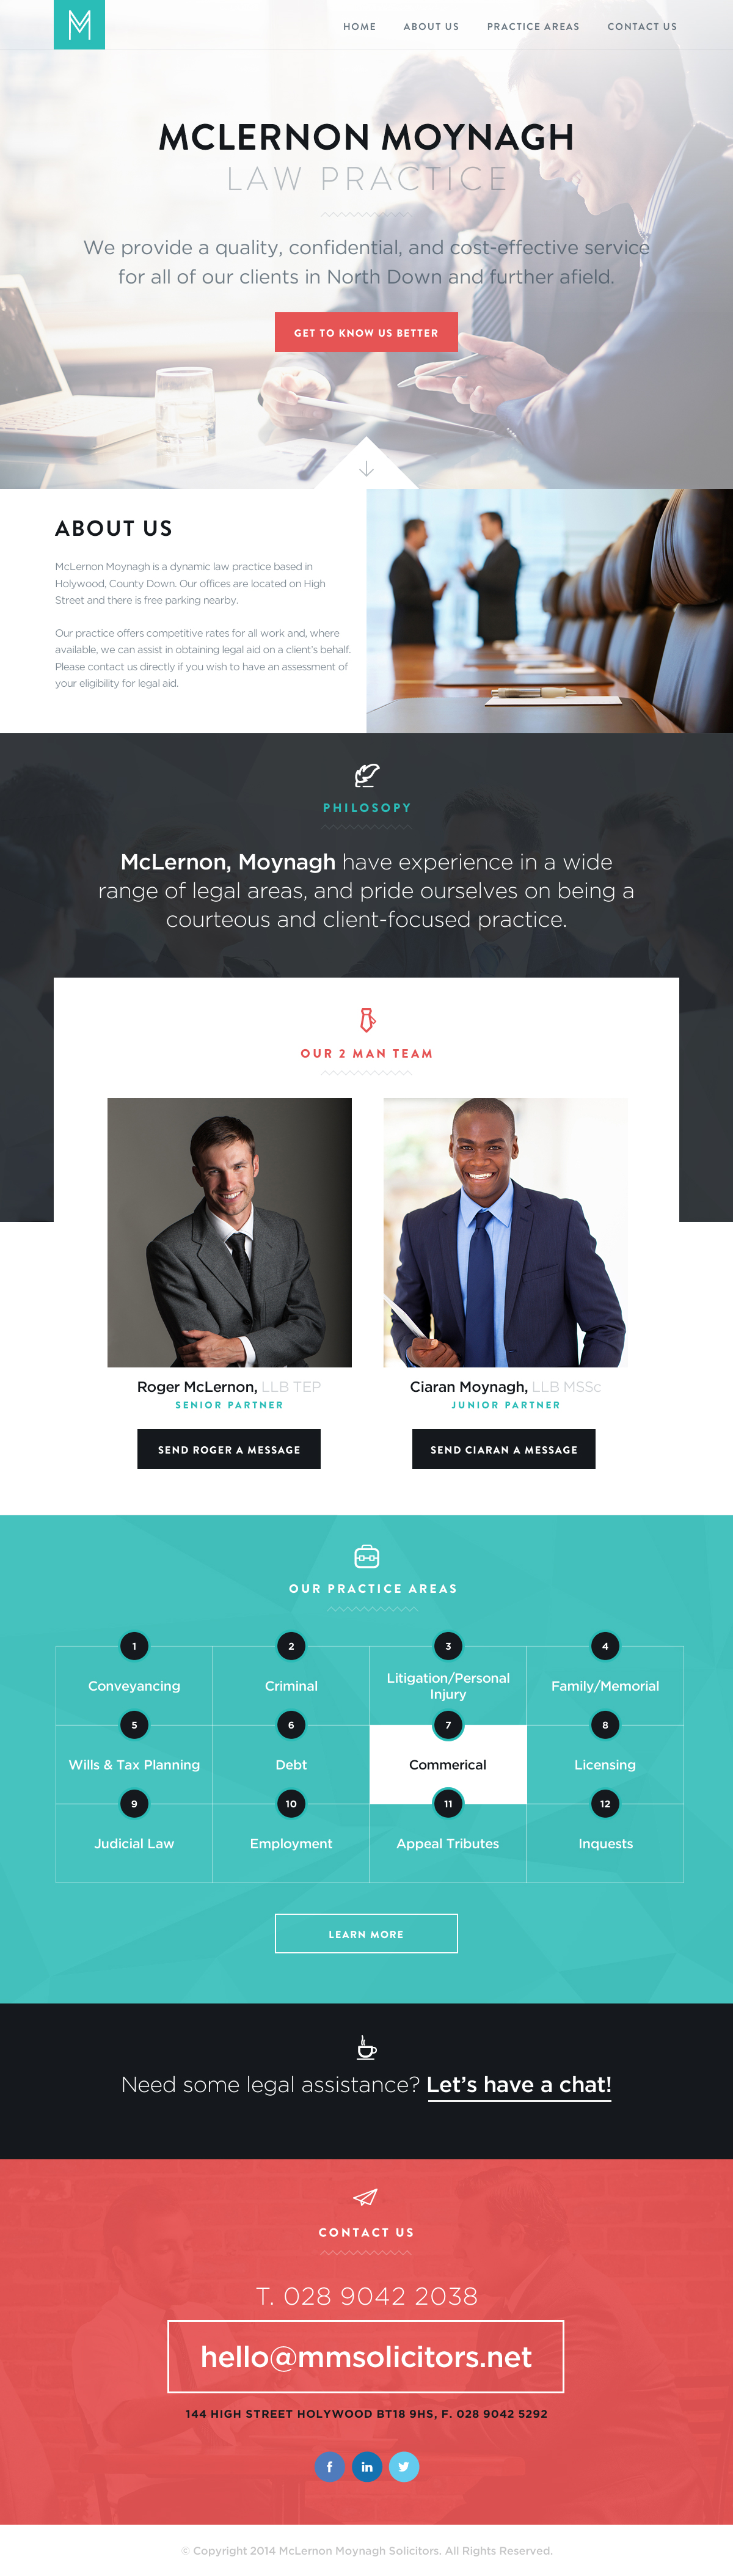 M
HOME ABOUT US PRACTICE AREAS CONTACT US
MCLERNON MOYNAGH
LAW PRACTICE
We provide a quality, confidential, and cost-effective service
for all of our clients in North Down and further afield.
GET TO KNOW US BETTER
ABOUT US
McLernon Moynagh is a dynamic law practice based in
Holywood, County Down. Our offices are located on High
Street and there is free parking nearby.
Our practice offers competitive rates for all work and, where
available, we can assist in obtaining legal aid on a client's behalf.
Please contact us directly if you wish to have an assessment of
your eligibility for legal aid.
PHILOSOPY
McLernon, Moynagh have experience in a wide
range of legal areas, and pride ourselves on being a
courteous and client-focused practice.
OUR 2 MAN TEAM
Roger McLernon, LLB TEP
SENIOR PARTNER
SEND ROGER A MESSAGE
Ciaran Moynagh, LLB MSSc
JUNIOR PARTNER
SEND CIARAN A MESSAGE
OUR PRACTICE AREAS
1 2 3 4
Conveyancing Criminal Litigation/Personal Injury Family/Memorial
5 6 7 8
Wills & Tax Planning Debt Commerical Licensing
9 10 11 12
Judicial Law Employment Appeal Tributes Inquests
LEARN MORE
Need some legal assistance? Let's have a chat!
CONTACT US
T. 028 9042 2038
hello@mmsolicitors.net
144 HIGH STREET HOLYWOOD BT18 9HS, F. 028 9042 5292
f in
© Copyright 2014 McLernon Moynagh Solicitors. All Rights Reserved.